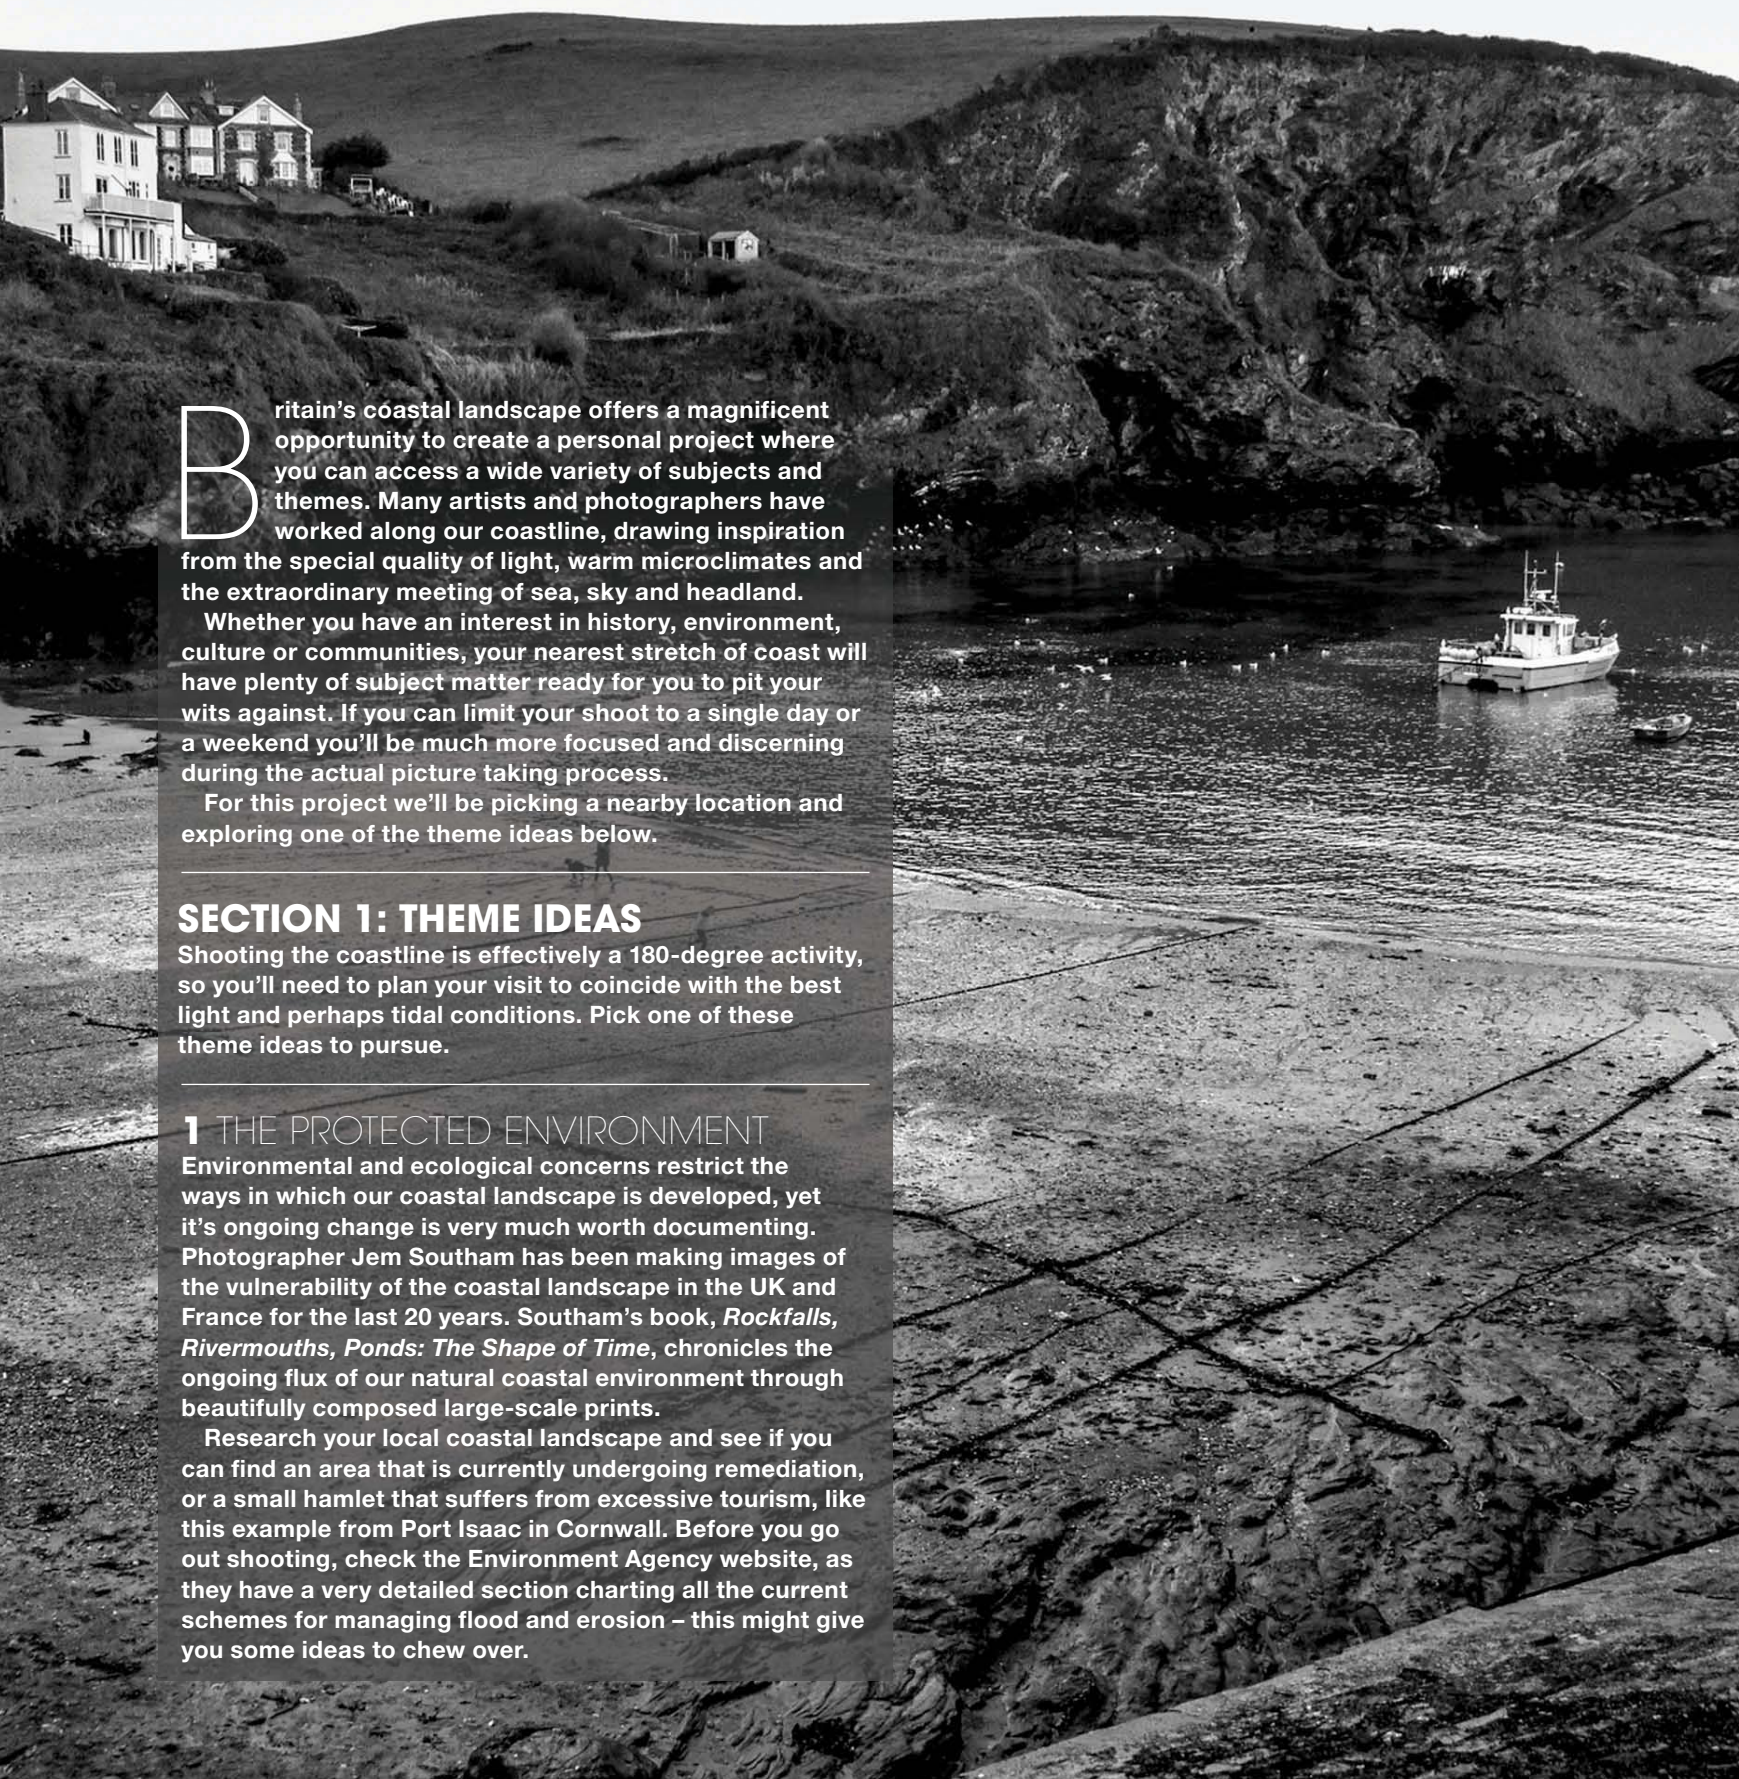 Britain’s coastal landscape offers a magnificent
opportunity to create a personal project where
you can access a wide variety of subjects and
themes. Many artists and photographers have
worked along our coastline, drawing inspiration
from the special quality of light, warm microclimates and
the extraordinary meeting of sea, sky and headland.
Whether you have an interest in history, environment,
culture or communities, your nearest stretch of coast will
have plenty of subject matter ready for you to pit your
wits against. If you can limit your shoot to a single day or
a weekend you’ll be much more focused and discerning
during the actual picture taking process.
For this project we’ll be picking a nearby location and
exploring one of the theme ideas below.
SECTION 1: THEME IDEAS
Shooting the coastline is effectively a 180-degree activity,
so you’ll need to plan your visit to coincide with the best
light and perhaps tidal conditions. Pick one of these
theme ideas to pursue.
1 THE PROTECTED ENVIRONMENT
Environmental and ecological concerns restrict the
ways in which our coastal landscape is developed, yet
it’s ongoing change is very much worth documenting.
Photographer Jem Southam has been making images of
the vulnerability of the coastal landscape in the UK and
France for the last 20 years. Southam’s book, Rockfalls,
Rivermouths, Ponds: The Shape of Time, chronicles the
ongoing flux of our natural coastal environment through
beautifully composed large-scale prints.
Research your local coastal landscape and see if you
can find an area that is currently undergoing remediation,
or a small hamlet that suffers from excessive tourism, like
this example from Port Isaac in Cornwall. Before you go
out shooting, check the Environment Agency website, as
they have a very detailed section charting all the current
schemes for managing flood and erosion – this might give
you some ideas to chew over.